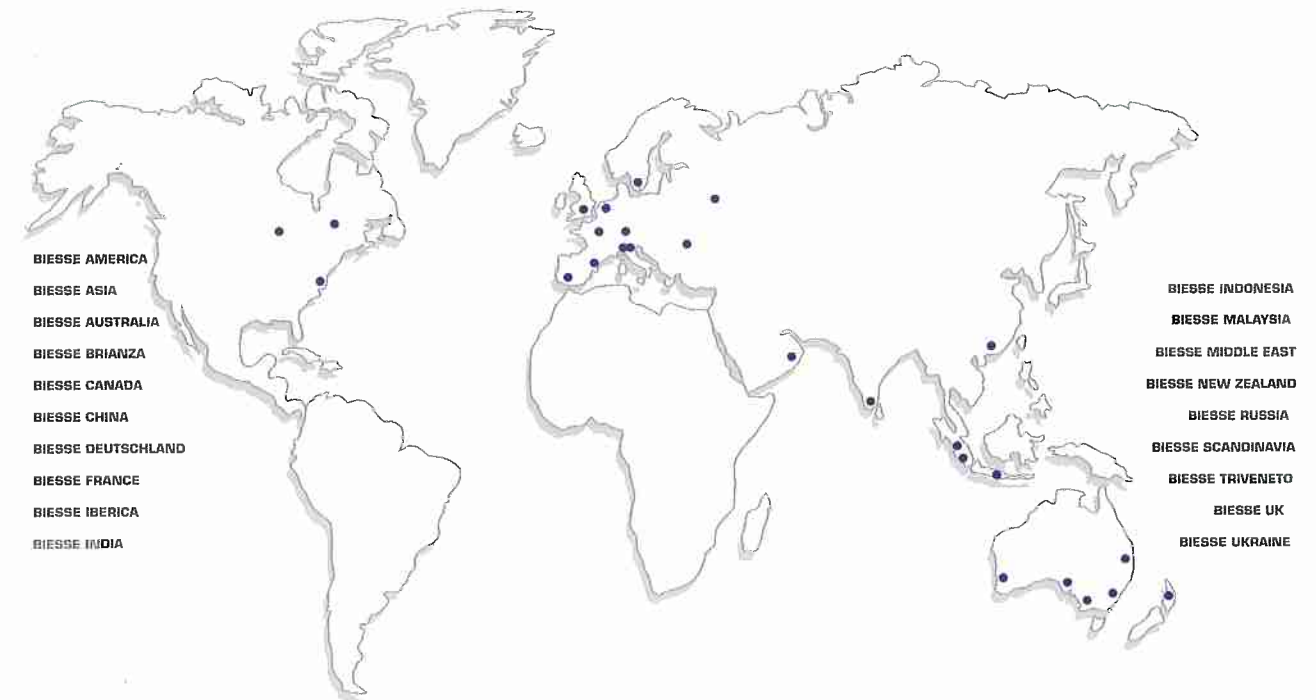 BIESSE AMERICA
BIESSE ASIA
BIESSE AUSTRALIA
BIESSE BRIANZA
BIESSE CANADA
BIESSE CHINA
BIESSE DEUTSCHLAND
BIESSE FRANCE
BIESSE IBERICA
BIESSE INDIA
BIESSE INDONESIA
BIESSE MALAYSIA
BIESSE MIDDLE EAST
BIESSE NEW ZEALAND
BIESSE RUSSIA
BIESSE SCANDINAVIA
BIESSE TRIVENETO
BIESSE UK
BIESSE UKRAINE